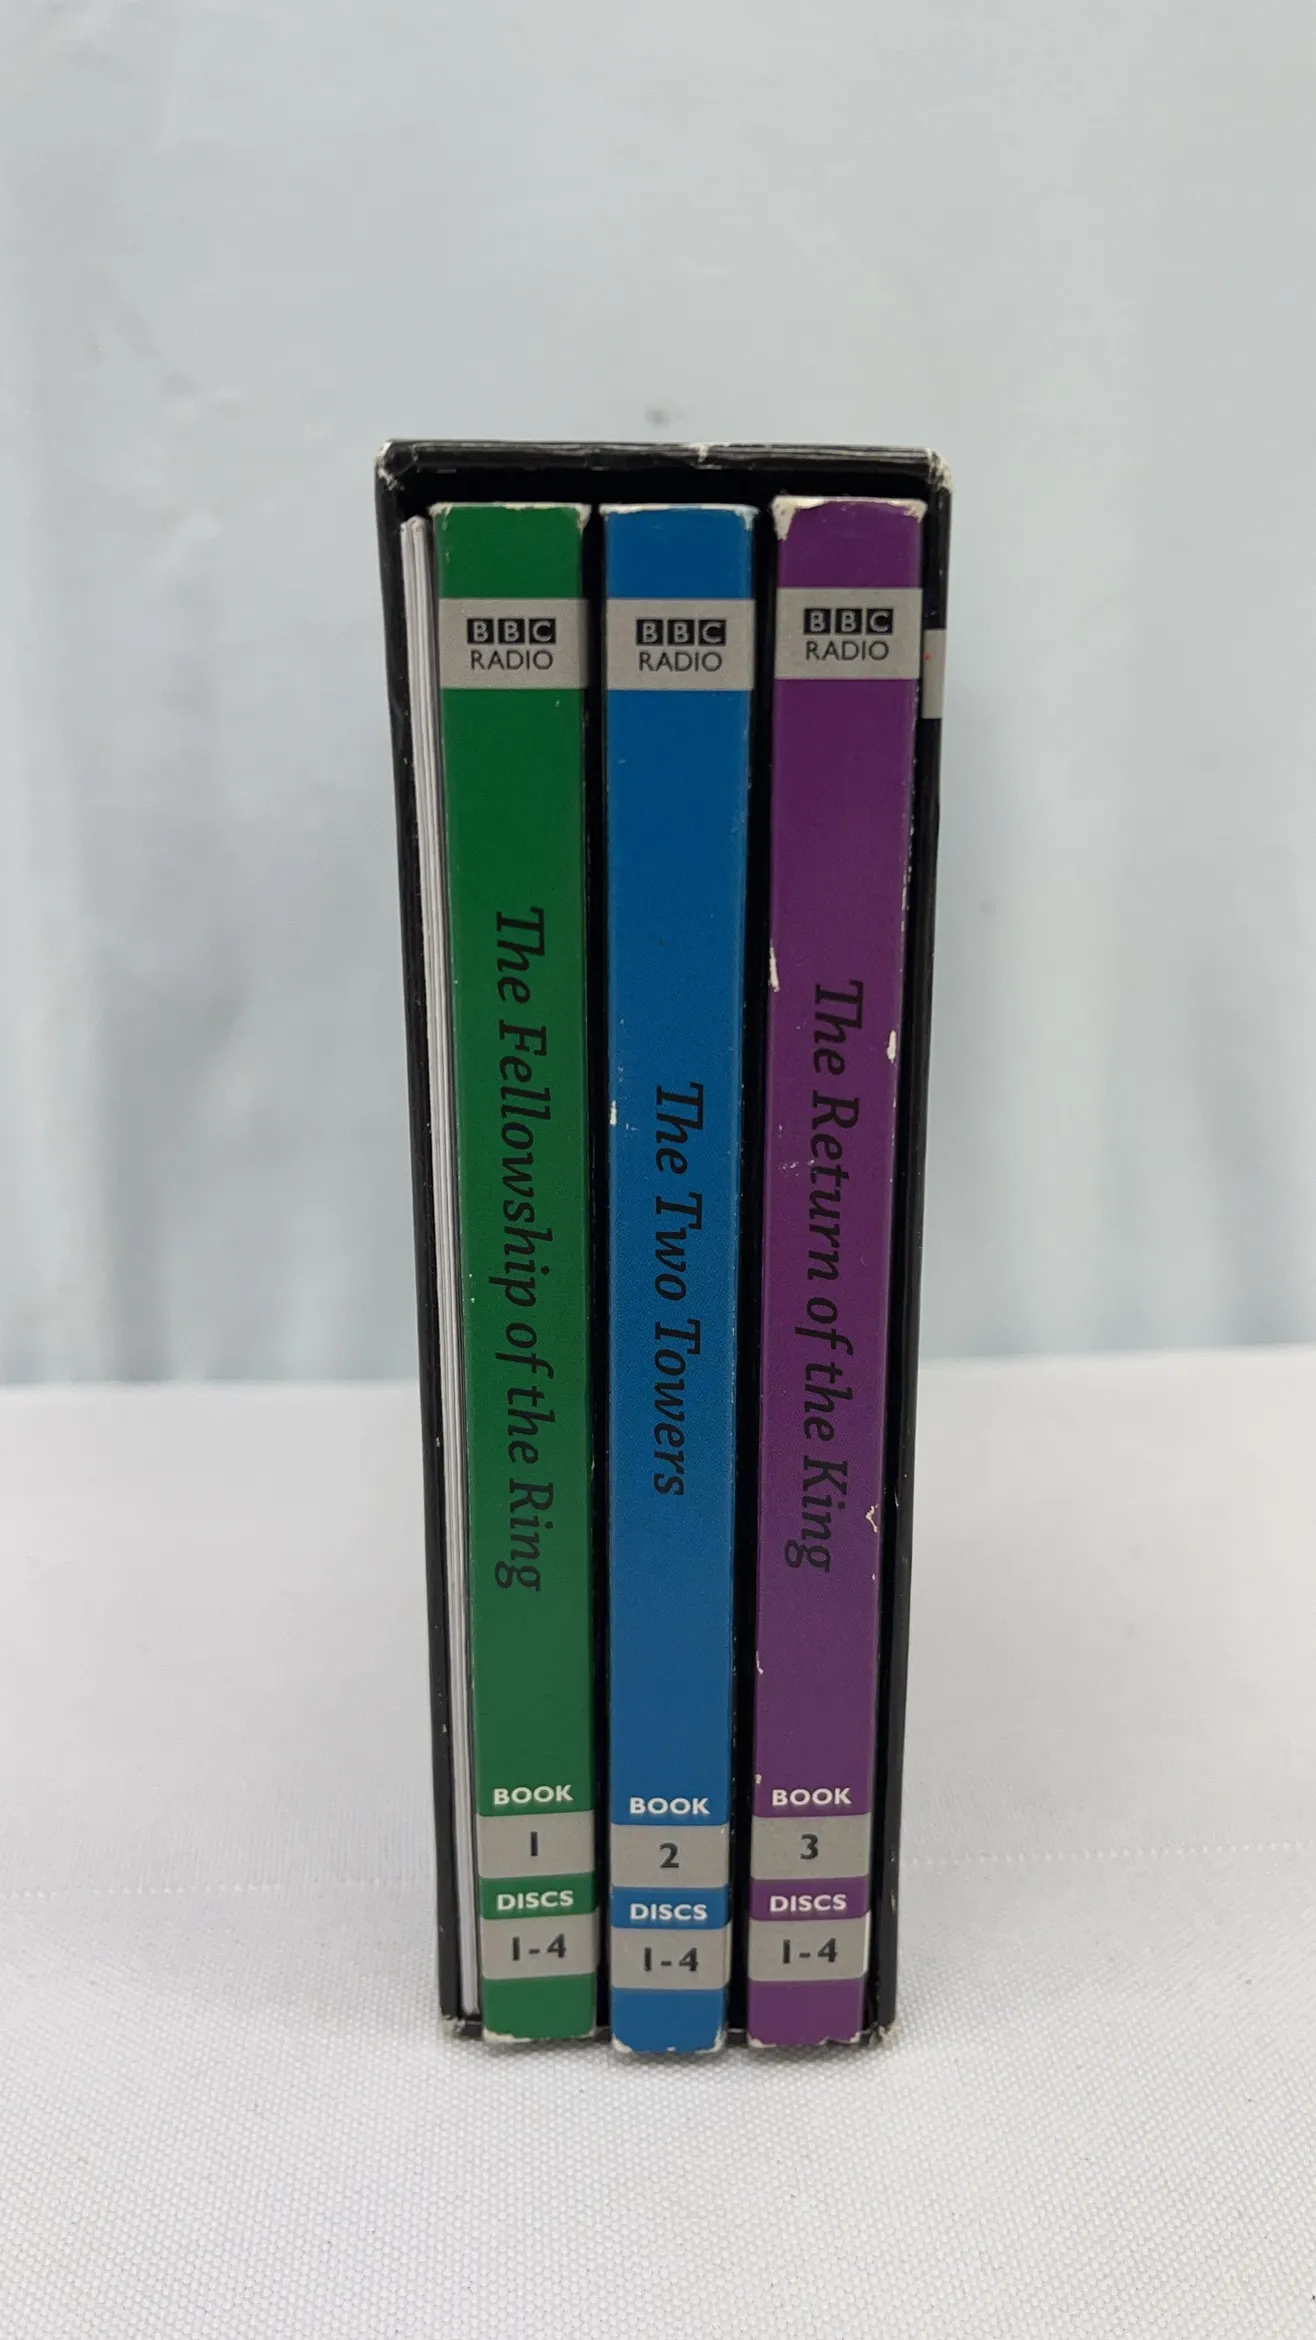 BBC
RADIO
The Fellowship of the Ring
BOOK
1
DISCS
1-4
BBC
RADIO
The Two Towers
BOOK
2
DISCS
1-4
BBC
RADIO
The Return of the King
BOOK
3
DISCS
1-4